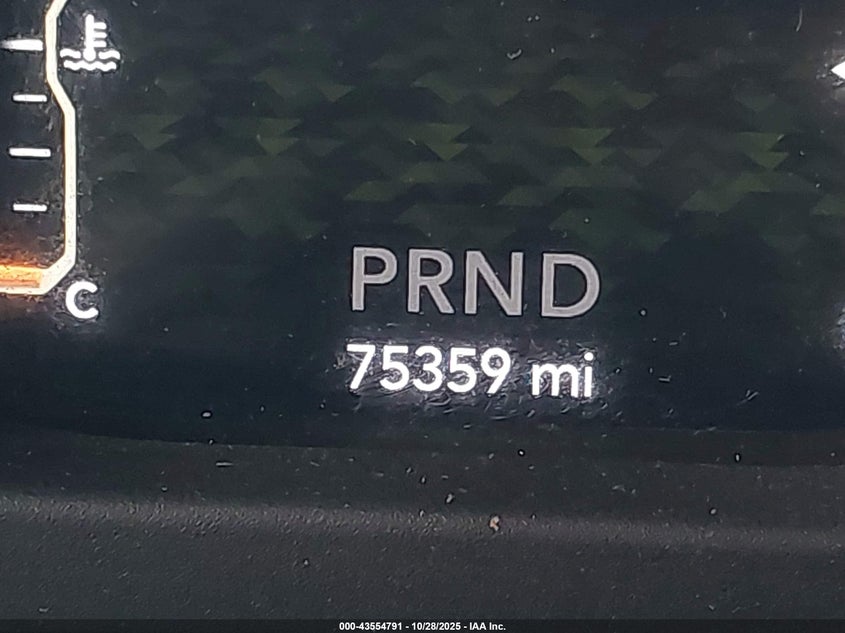 C
PRND
75359 mi
000-43554791 - 10/28/2025 - IAA Inc.